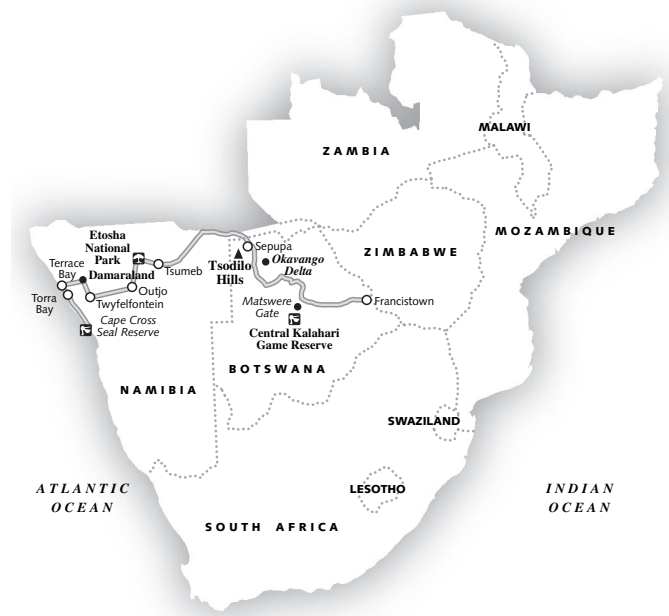 MALAWI
ZAMBIA
MOZAMBIQUE
Etosha
National
Park
Sepupa
ZIMBABWE
Terrace
Bay
Damaraland
Tsumeb
Tsodilo
Hills
Okavango
Delta
Torra
Bay
Outjo
Twyfelfontein
Matswere
Gate
Francistown
Cape Cross
Seal Reserve
Central Kalahari
Game Reserve
BOTSWANA
NAMIBIA
SWAZILAND
ATLANTIC
OCEAN
LESOTHO
INDIAN
OCEAN
SOUTH AFRICA